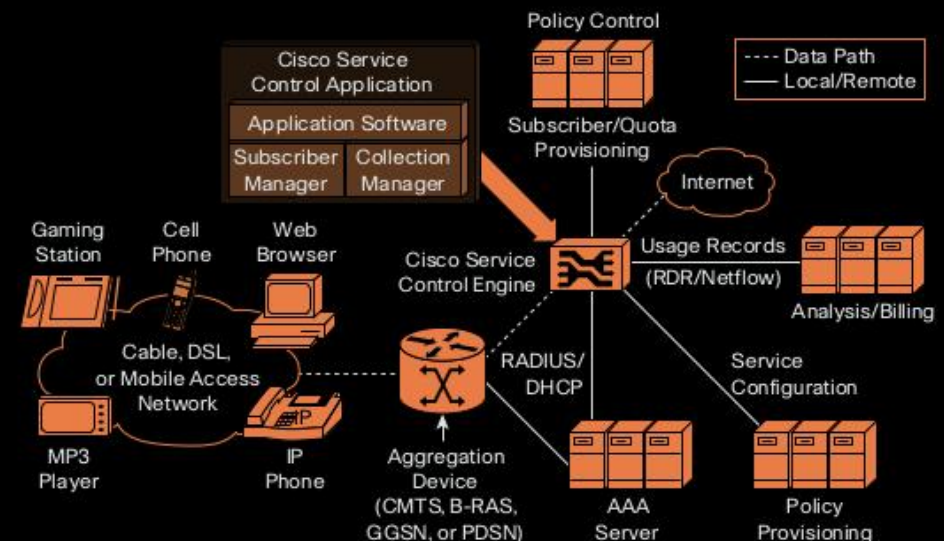 Policy Control
Cisco Service
Control Application
Application Software
Subscriber
Manager
Collection
Manager
Data Path
Local/Remote
Subscriber/Quota
Provisioning
Internet
Gaming
Station
Cell
Phone
Web
Browser
Cisco Service
Control Engine
Usage Records
(RDR/Netflow)
Analysis/Billing
Cable, DSL,
or Mobile Access
Network
RADIUS/
DHCP
Service
Configuration
IP
MP3
Player
IP
Phone
Aggregation
Device
(CMTS, B-RAS,
GGSN, or PDSN)
AAA
Server
Policy
Provisioning